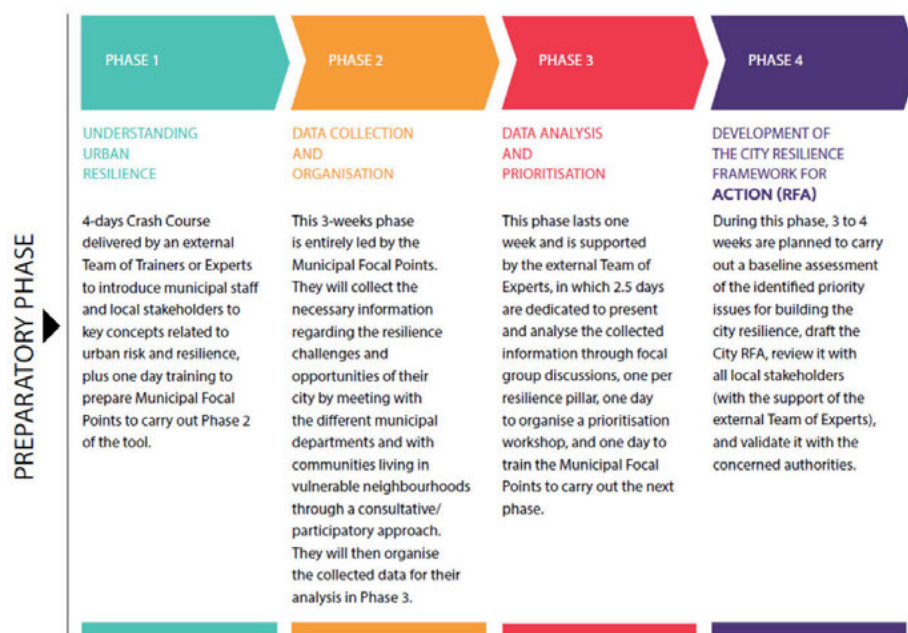 PREPARATORY PHASE
PHASE 1
UNDERSTANDING
URBAN
RESILIENCE
4-days Crash Course
delivered by an external
Team of Trainers or Experts
to introduce municipal staff
and local stakeholders to
key concepts related to
urban risk and resilience,
plus one day training to
prepare Municipal Focal
Points to carry out Phase 2
of the tool.
PHASE 2
DATA COLLECTION
AND
ORGANISATION
This 3-weeks phase
is entirely led by the
Municipal Focal Points.
They will collect the
necessary information
regarding the resilience
challenges and
opportunities of their
city by meeting with
the different municipal
departments and with
communities living in
vulnerable neighbourhoods
through a consultative/
participatory approach.
They will then organise
the collected data for their
analysis in Phase 3.
PHASE 3
DATA ANALYSIS
AND
PRIORITISATION
This phase lasts one
week and is supported
by the external Team of
Experts, in which 2.5 days
are dedicated to present
and analyse the collected
information through focal
group discussions, one per
resilience pillar, one day
to organise a prioritisation
workshop, and one day to
train the Municipal Focal
Points to carry out the next
phase.
PHASE 4
DEVELOPMENT OF
THE CITY RESILIENCE
FRAMEWORK FOR
ACTION (RFA)
During this phase, 3 to 4
weeks are planned to carry
out a baseline assessment
of the identified priority
issues for building the
city resilience, draft the
City RFA, review it with
all local stakeholders
(with the support of the
external Team of Experts),
and validate it with the
concerned authorities.